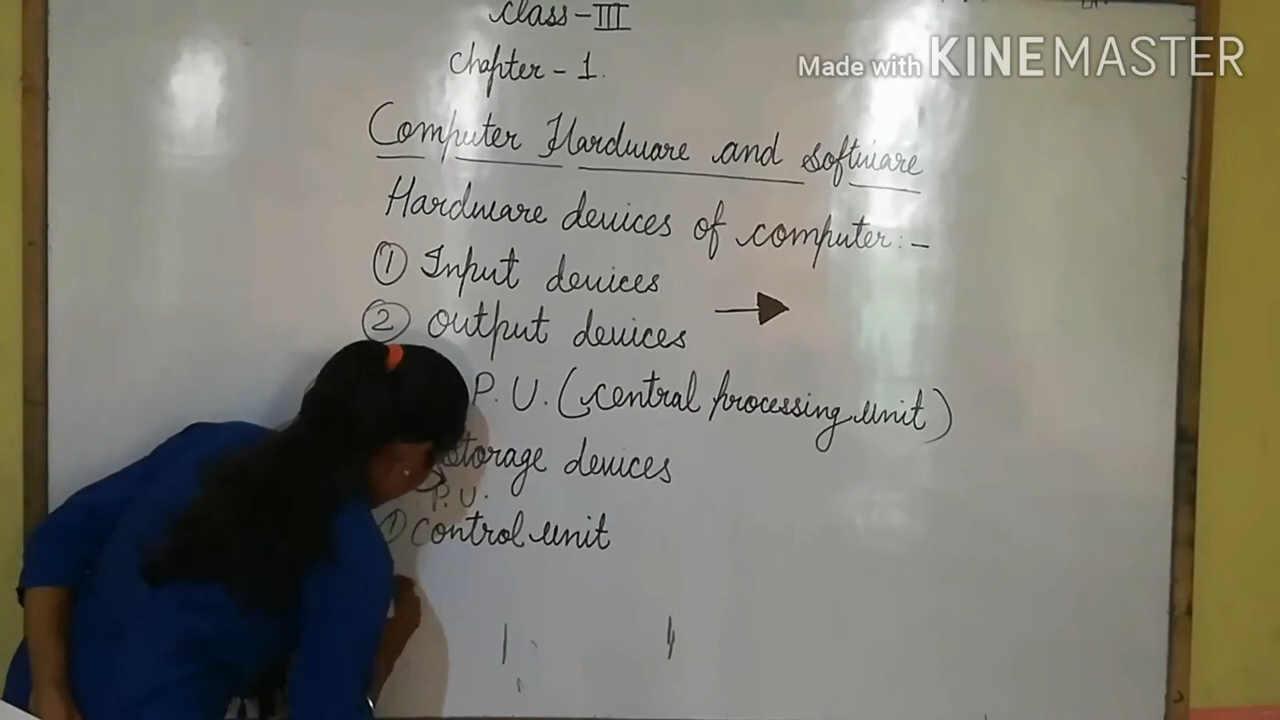 Class-III
Made with KINEMASTER
Chapter-1.
Computer Hardware and Software
Hardware devices of computer:-
① Input devices
② Output devices
P.U. (central processing unit)
Storage devices
P.U.
① Control unit